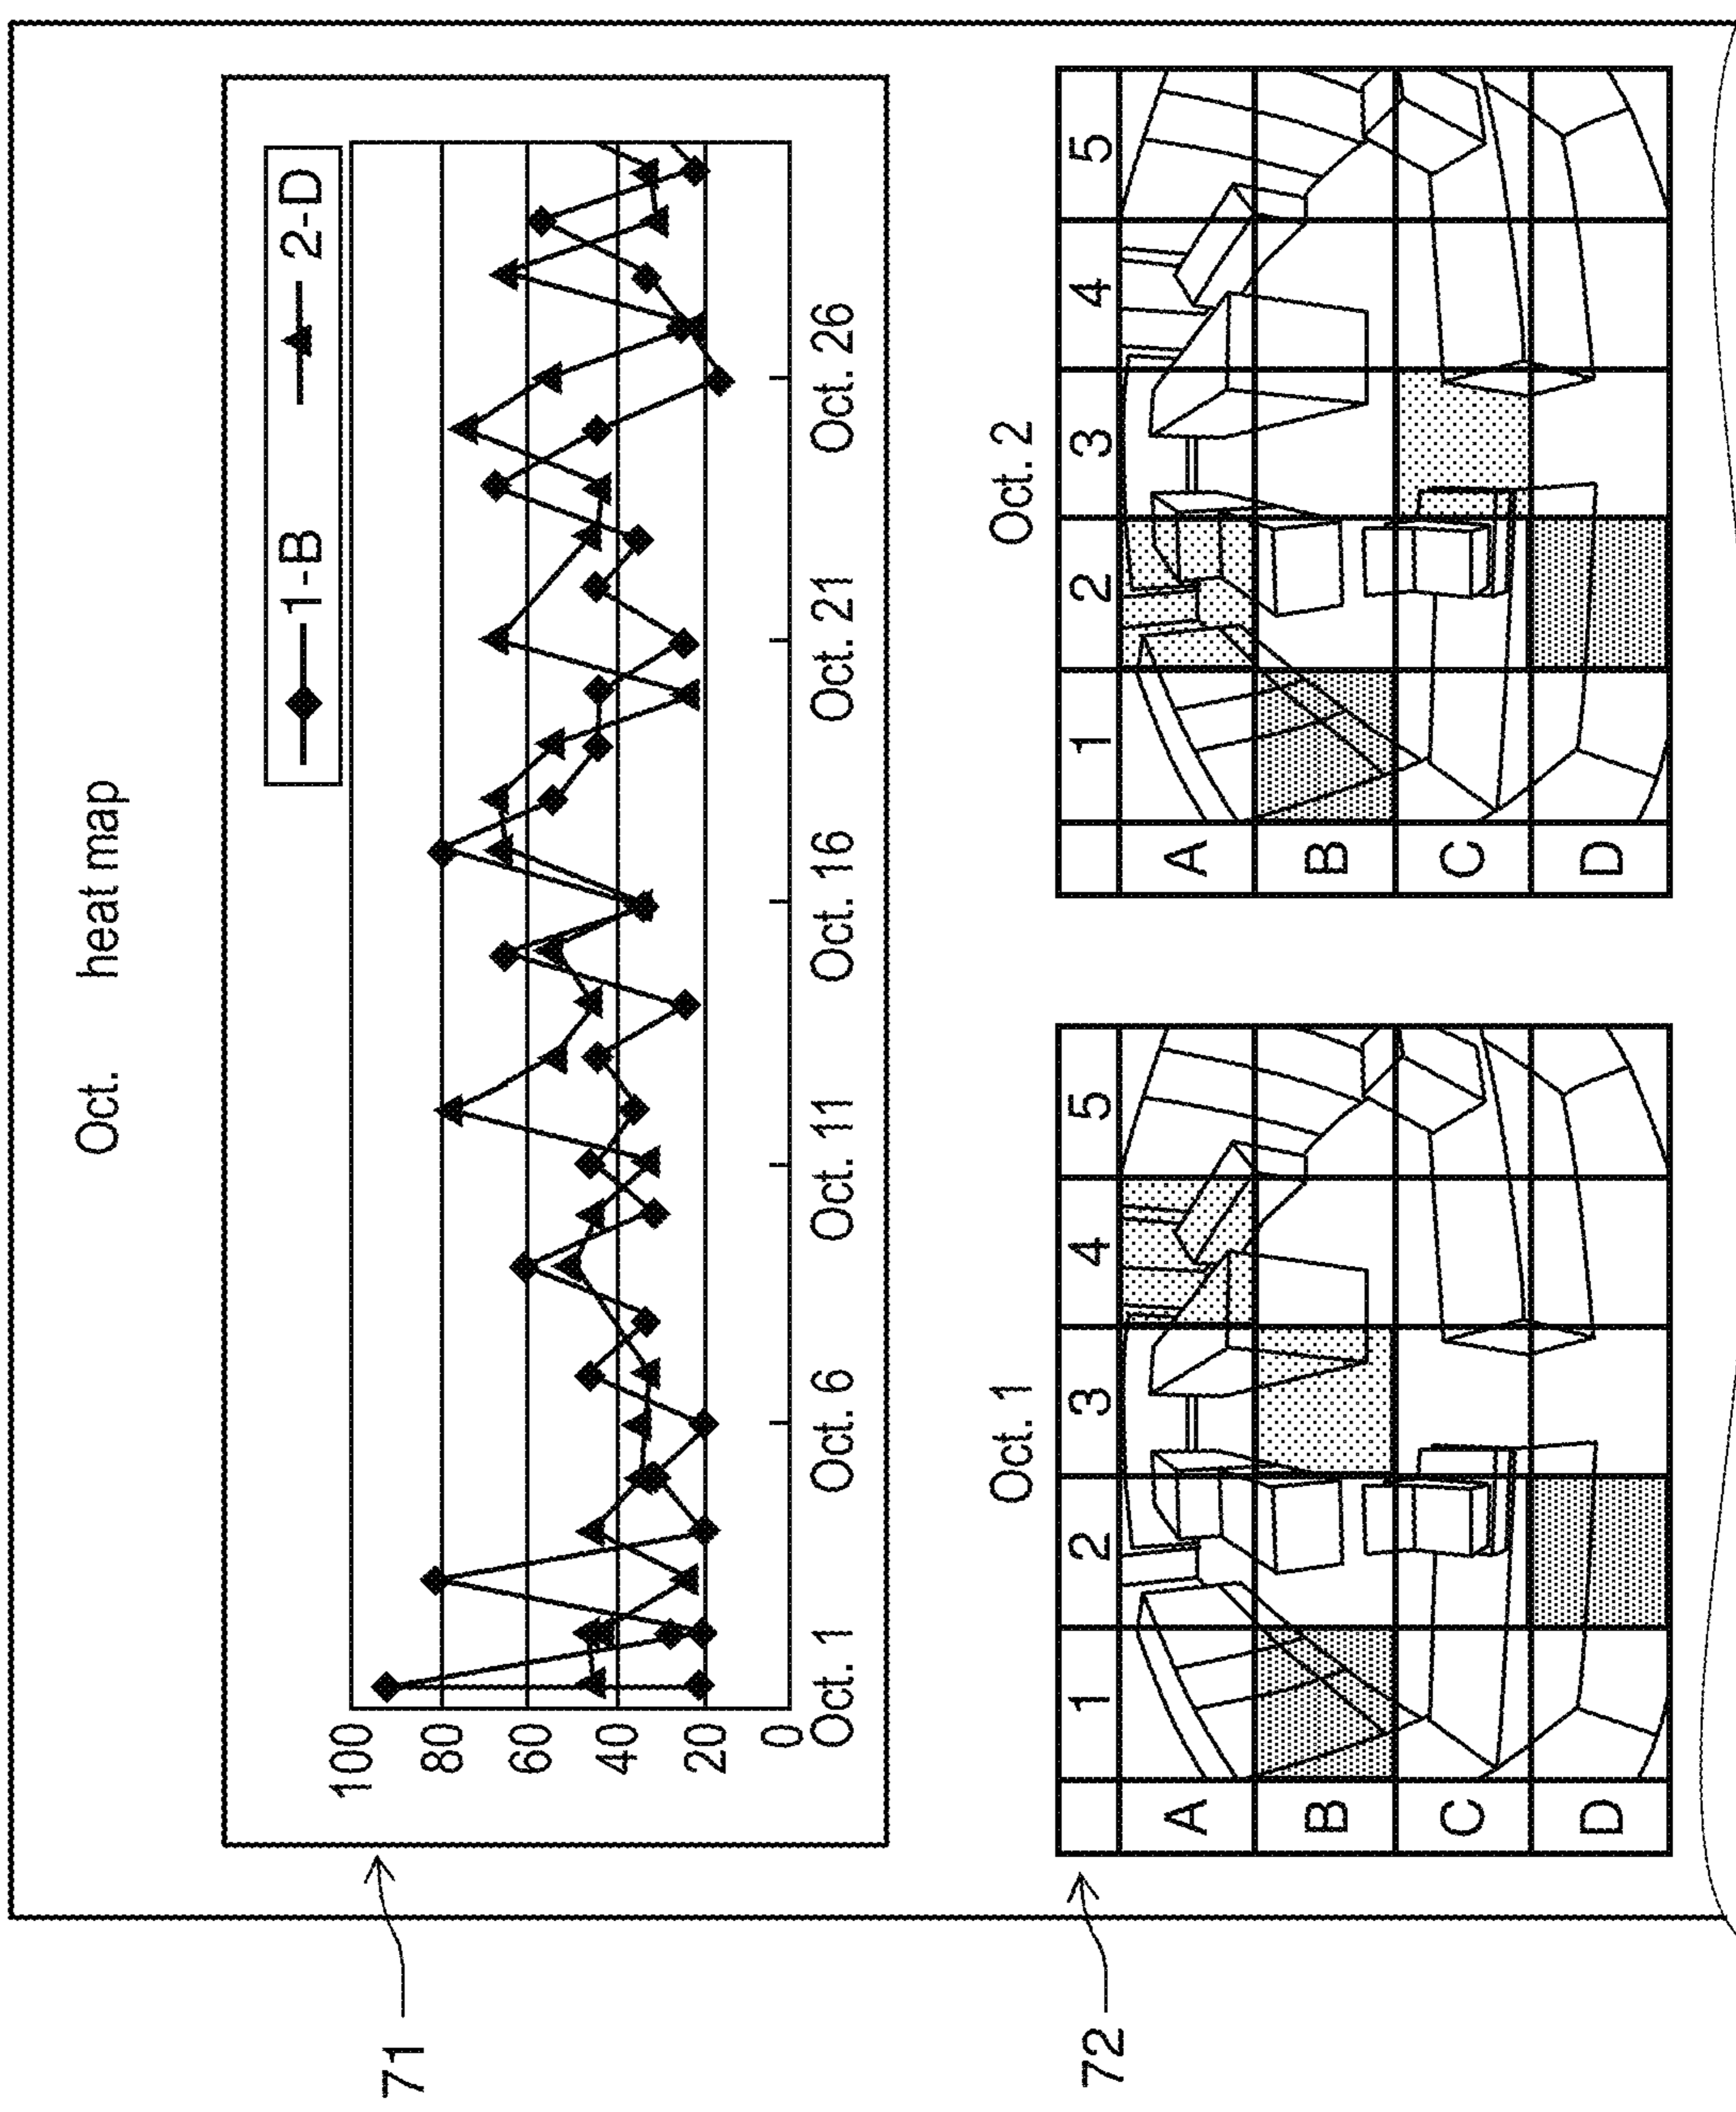 Oct. heat map
1-B 2-D
100
80
60
40
20
0
Oct. 1 Oct. 6 Oct. 11 Oct. 16 Oct. 21 Oct. 26
71
Oct. 1 Oct. 2
1 2 3 4 5 1 2 3 4 5
A A
B B
C C
D D
72